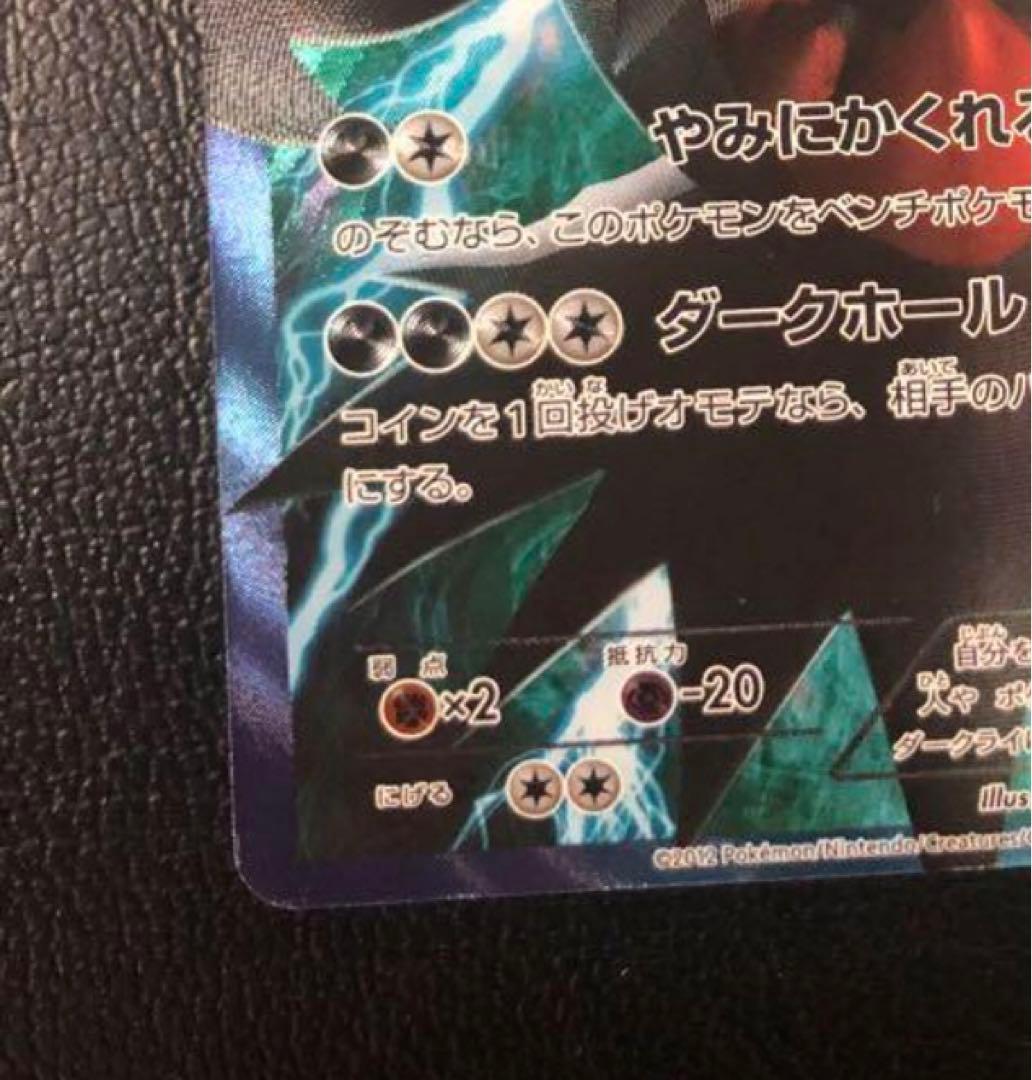 やみにかくれる
のぞむなら、このポケモンをベンチポケモ
ダークホール
かい な あいて
コインを1回投げオモテなら、相手のバ
にする。
弱点 抵抗力
×2 -20
じぶん
自分を
ひと
人や ポ
ダークライ
にげる
Illus
©2012 Pokémon/Nintendo/Creatures/